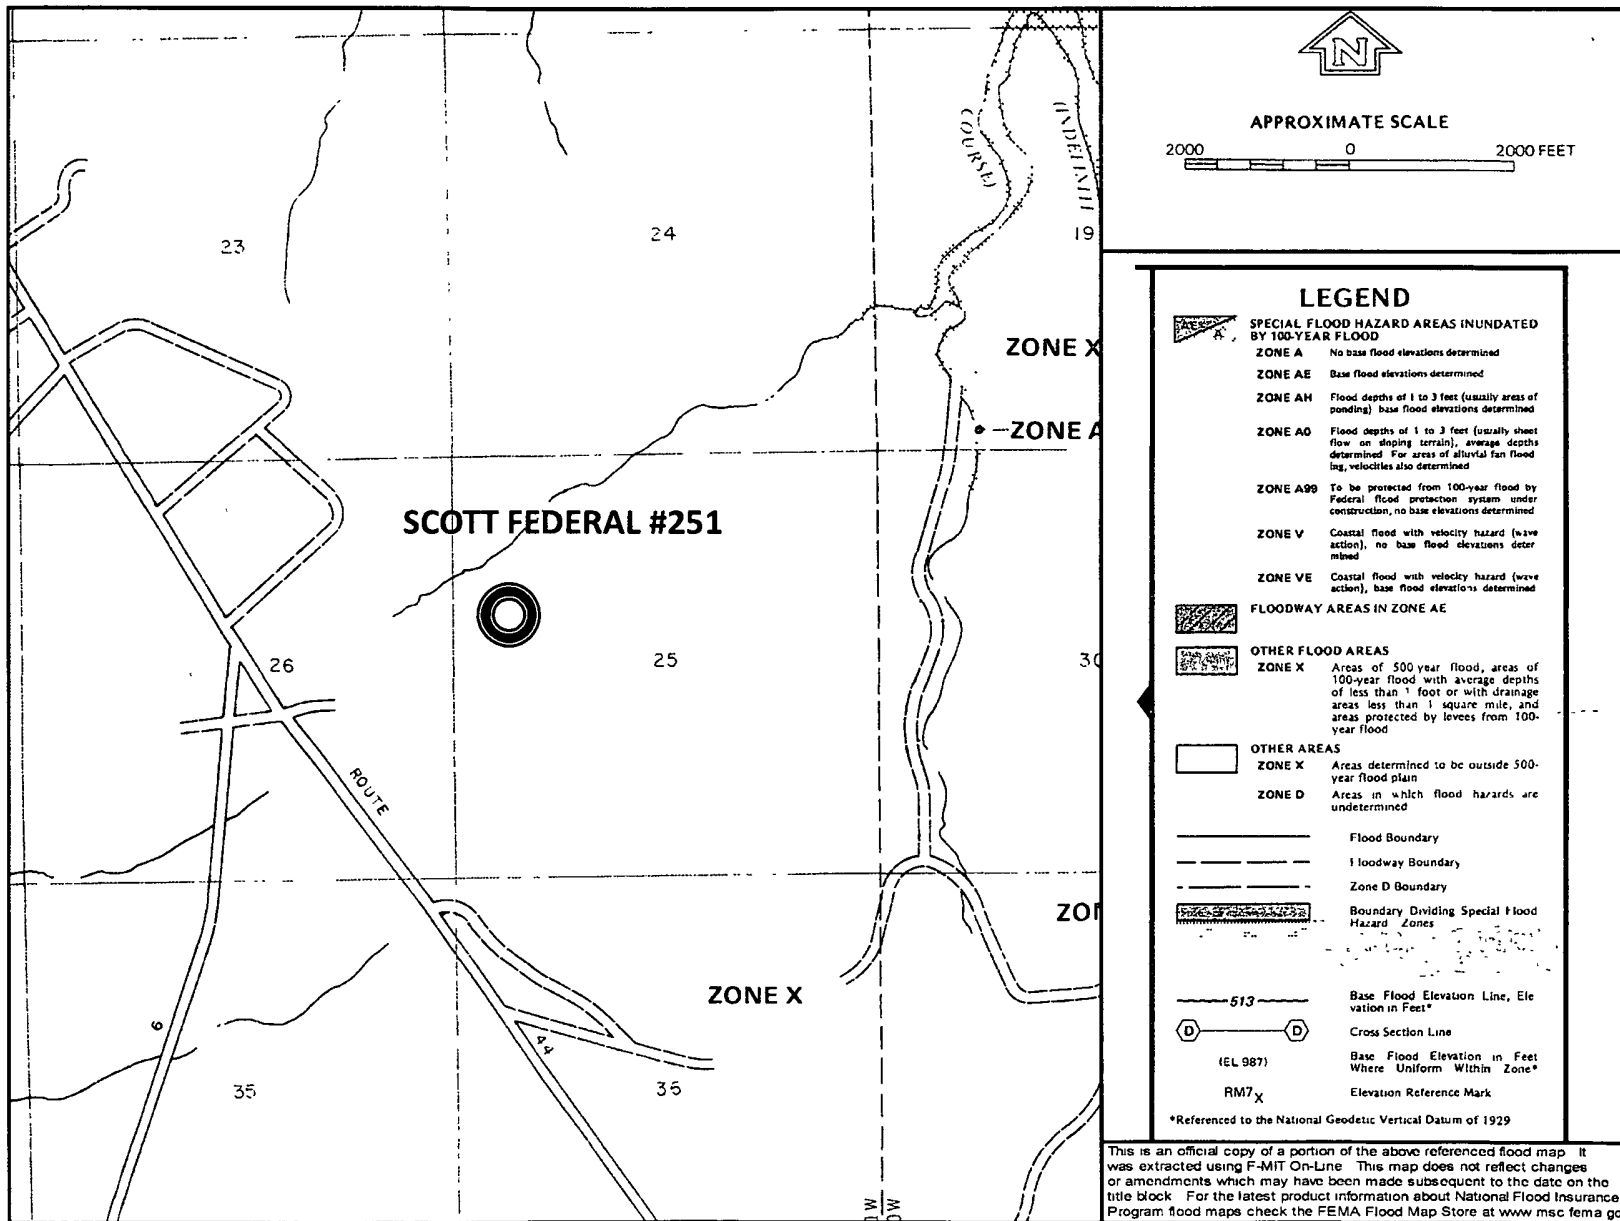 N
APPROXIMATE SCALE
2000 0 2000 FEET
(INDEFINITE
COURSE)
23
24
19
ZONE X
ZONE A
SCOTT FEDERAL #251
26
25
30
ROUTE
44
6
ZONE X
35
35
LEGEND
SPECIAL FLOOD HAZARD AREAS INUNDATED
BY 100-YEAR FLOOD
ZONE A No base flood elevations determined
ZONE AE Base flood elevations determined
ZONE AH Flood depths of 1 to 3 feet (usually areas of
ponding) base flood elevations determined
ZONE AO Flood depths of 1 to 3 feet (usually sheet
flow on sloping terrain), average depths
determined For areas of alluvial fan flood
ing, velocities also determined
ZONE A99 To be protected from 100-year flood by
Federal flood protection system under
construction, no base elevations determined
ZONE V Coastal flood with velocity hazard (wave
action), no base flood elevations deter
mined
ZONE VE Coastal flood with velocity hazard (wave
action), base flood elevations determined
FLOODWAY AREAS IN ZONE AE
OTHER FLOOD AREAS
ZONE X Areas of 500 year flood, areas of
100-year flood with average depths
of less than 1 foot or with drainage
areas less than 1 square mile, and
areas protected by levees from 100-
year flood
OTHER AREAS
ZONE X Areas determined to be outside 500-
year flood plain
ZONE D Areas in which flood hazards are
undetermined
Flood Boundary
Floodway Boundary
Zone D Boundary
Boundary Dividing Special Flood
Hazard Zones
513 Base Flood Elevation Line, Ele
vation in Feet*
D D Cross Section Line
(EL 987) Base Flood Elevation in Feet
Where Uniform Within Zone*
RM7X Elevation Reference Mark
*Referenced to the National Geodetic Vertical Datum of 1929
This is an official copy of a portion of the above referenced flood map It
was extracted using F-MIT On-Line This map does not reflect changes
or amendments which may have been made subsequent to the date on the
title block For the latest product information about National Flood Insurance
Program flood maps check the FEMA Flood Map Store at www msc fema go